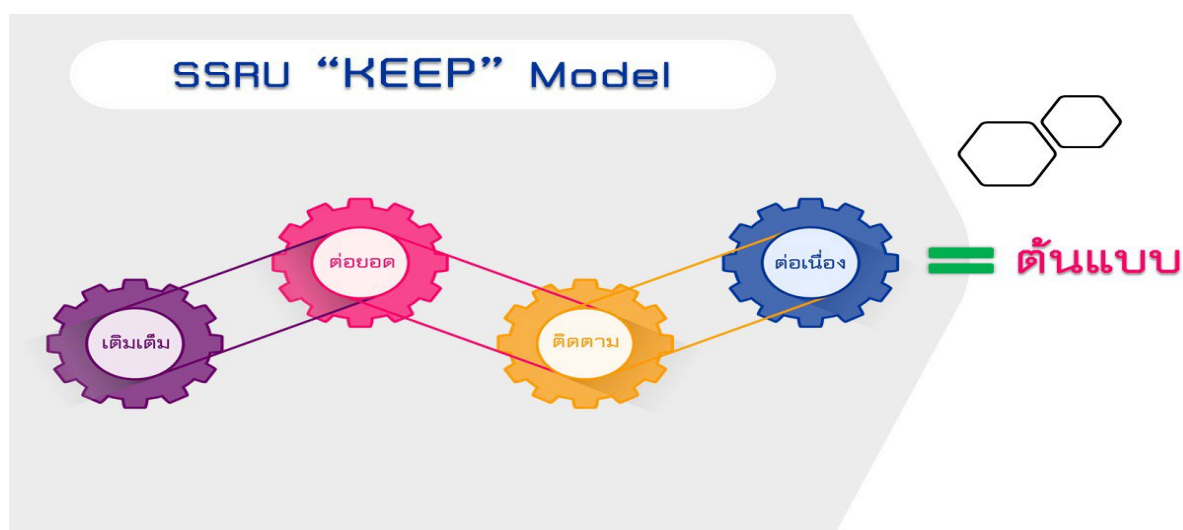 SSRU “KEEP” Model
เติมเต็ม
ต่อยอด
ติดตาม
ต่อเนื่อง
= ต้นแบบ